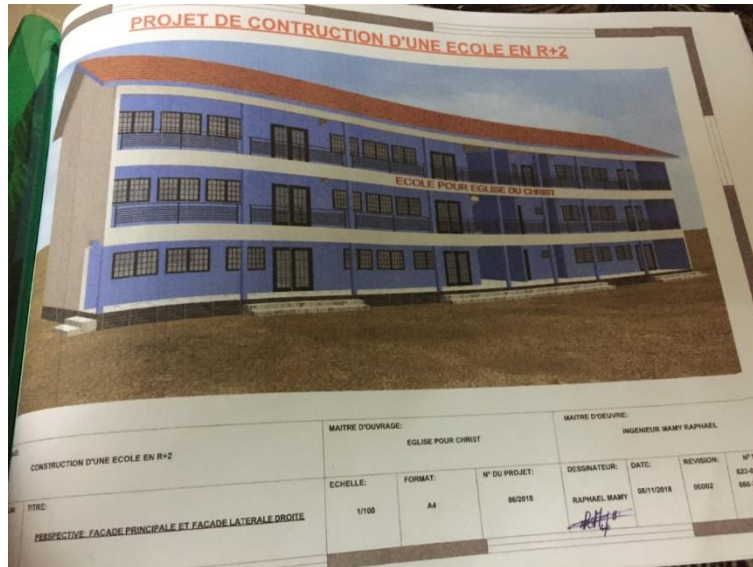 PROJET DE CONTRUCTION D'UNE ECOLE EN R+2
ECOLE POUR EGLISE DU CHRIST
CONSTRUCTION D'UNE ECOLE EN R+2
MAITRE D'OUVRAGE:
EGLISE POUR CHRIST
MAITRE D'OEUVRE:
INGENIEUR MAMY RAPHAEL
TITRE:
PERSPECTIVE: FACADE PRINCIPALE ET FACADE LATERALE DROITE
ECHELLE:
1/100
FORMAT:
A4
N° DU PROJET:
06/2018
DESSINATEUR:
RAPHAEL MAMY
DATE:
08/11/2018
REVISION:
00002